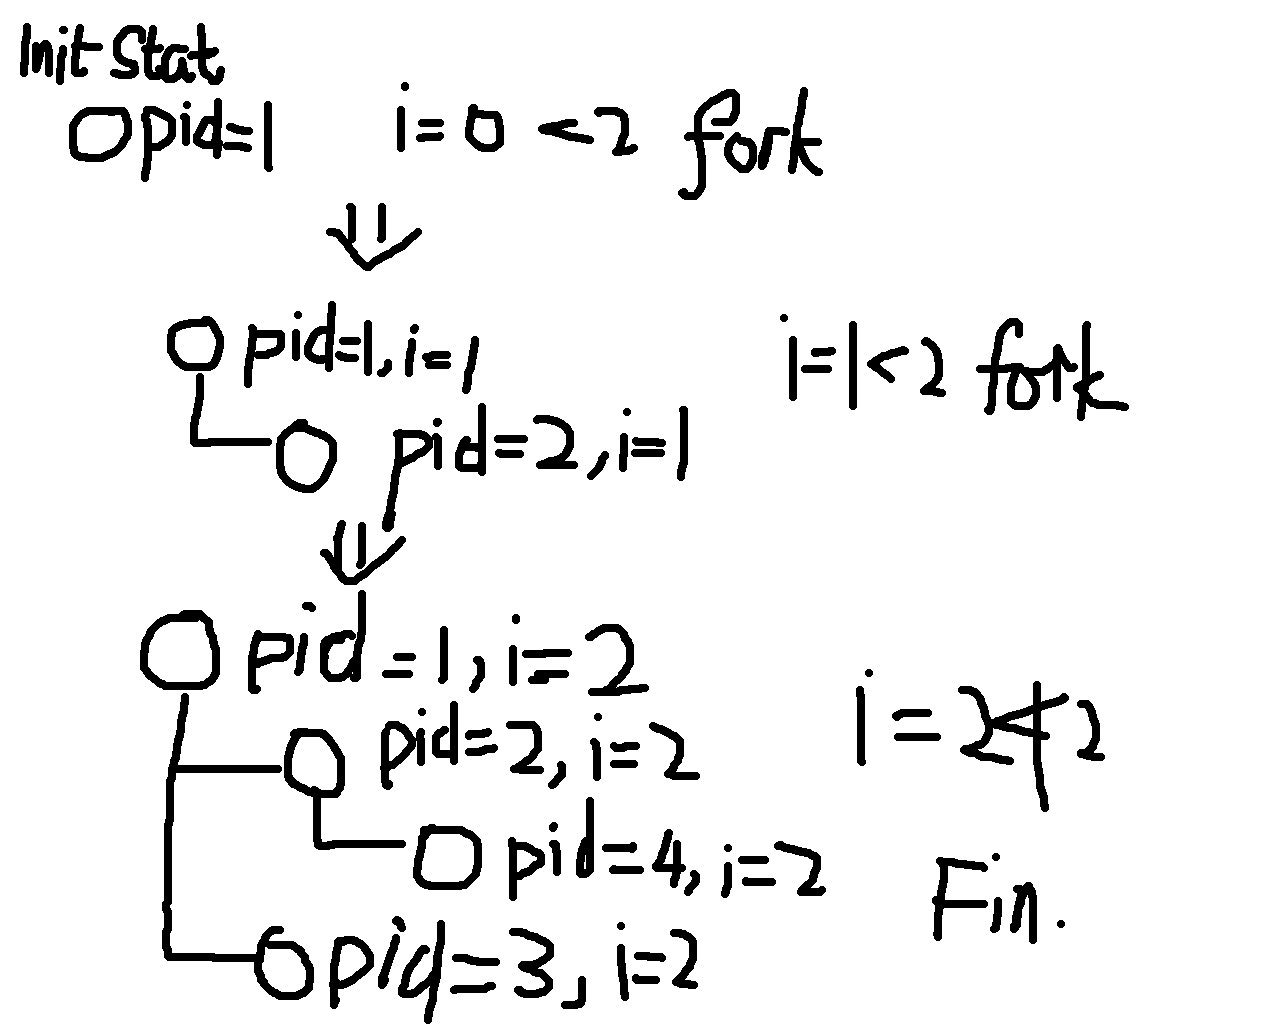 Init Stat
pid=1 i=0<2 fork
pid=1, i=1 i=1<2 fork
pid=2, i=1
pid=1, i=2
pid=2, i=2 i=2≮2
pid=4, i=2
Fin.
pid=3, i=2